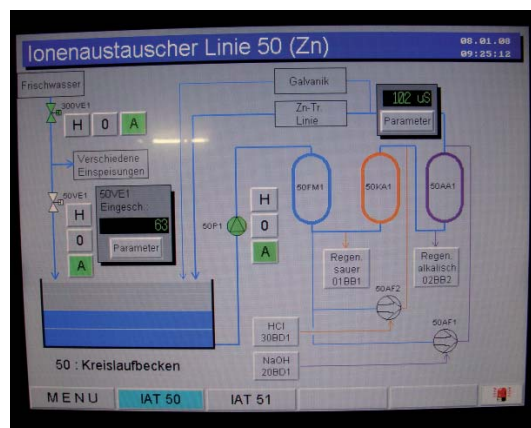 Ionenaustauscher Linie 50 (Zn)
08.01.08
09:25:12
Frischwasser
Galvanik
300VE1
H 0 A
Zn-Tr.
Linie
102 uS
Parameter
Verschiedene
Einspeisungen
50VE1
H
0
A
50VE1
Eingesch.
63
Parameter
50P1
H
0
A
50FM1
50KA1
50AA1
Regen.
sauer
01BB1
Regen.
alkalisch
02BB2
50AF2
50AF1
HCl
30BD1
NaOH
20BD1
50 : Kreislaufbecken
MENU
IAT 50
IAT 51